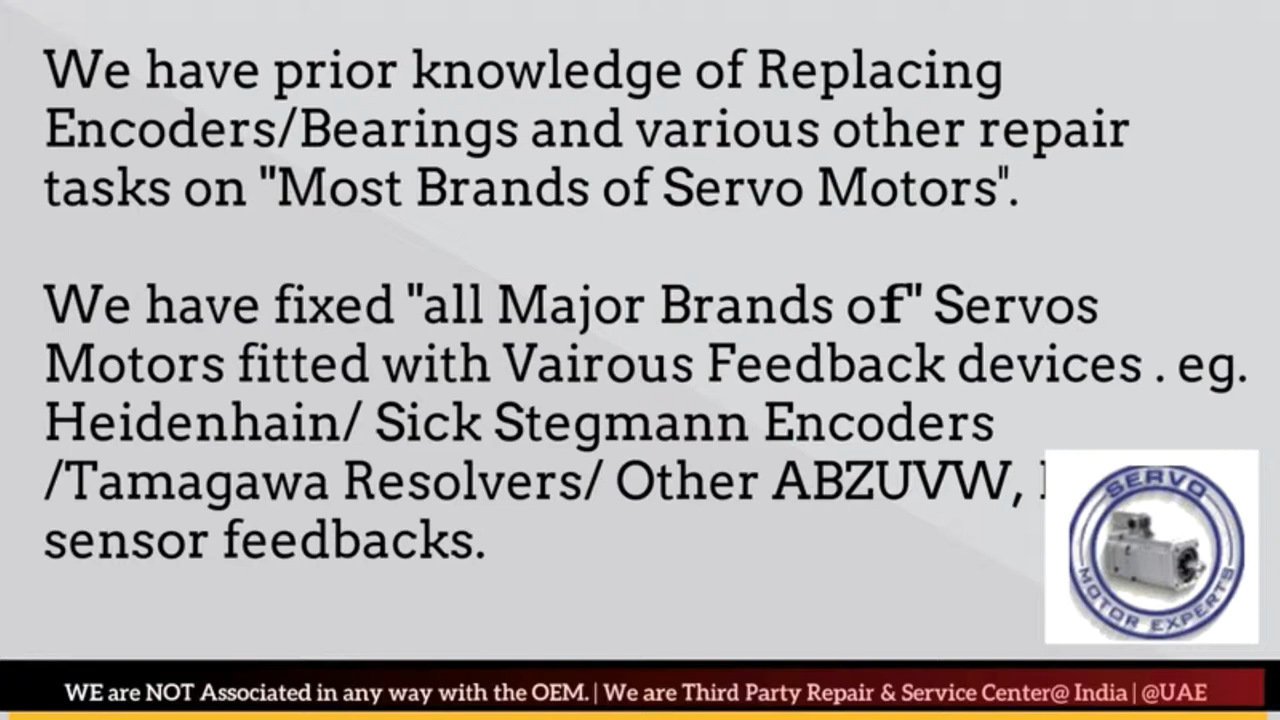 We have prior knowledge of Replacing
Encoders/Bearings and various other repair
tasks on "Most Brands of Servo Motors".
We have fixed "all Major Brands of" Servos
Motors fitted with Vairous Feedback devices . eg.
Heidenhain/ Sick Stegmann Encoders
/Tamagawa Resolvers/ Other ABZUVW,
sensor feedbacks.
SERVO
MOTOR EXPERTS
WE are NOT Associated in any way with the OEM. | We are Third Party Repair & Service Center@ India | @UAE